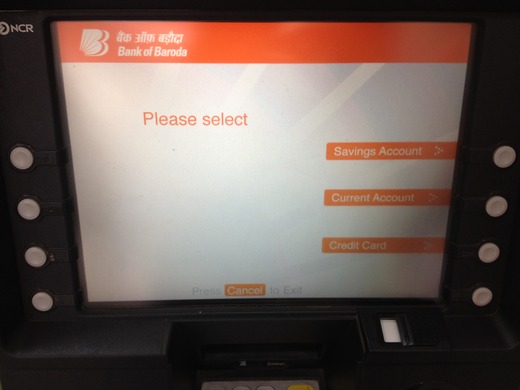 NCR
बैंक ऑफ़ बड़ौदा
Bank of Baroda
Please select
Savings Account
Current Account
Credit Card
Press Cancel to Exit